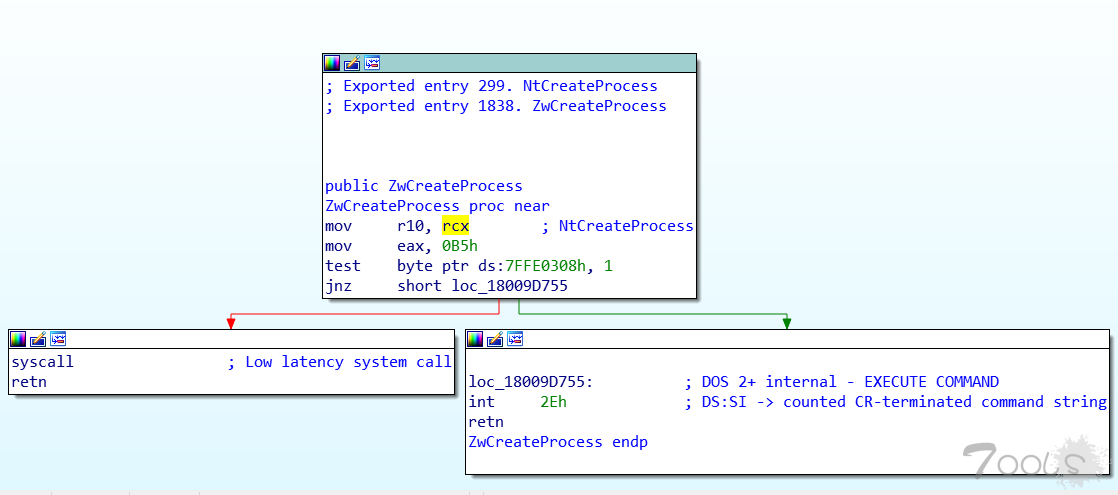 ; Exported entry 299. NtCreateProcess
; Exported entry 1838. ZwCreateProcess
public ZwCreateProcess
ZwCreateProcess proc near
mov     r10, rcx        ; NtCreateProcess
mov     eax, 0B5h
test    byte ptr ds:7FFE0308h, 1
jnz     short loc_18009D755
syscall                 ; Low latency system call
retn
loc_18009D755:          ; DOS 2+ internal - EXECUTE COMMAND
int     2Eh             ; DS:SI -> counted CR-terminated command string
retn
ZwCreateProcess endp
7ools